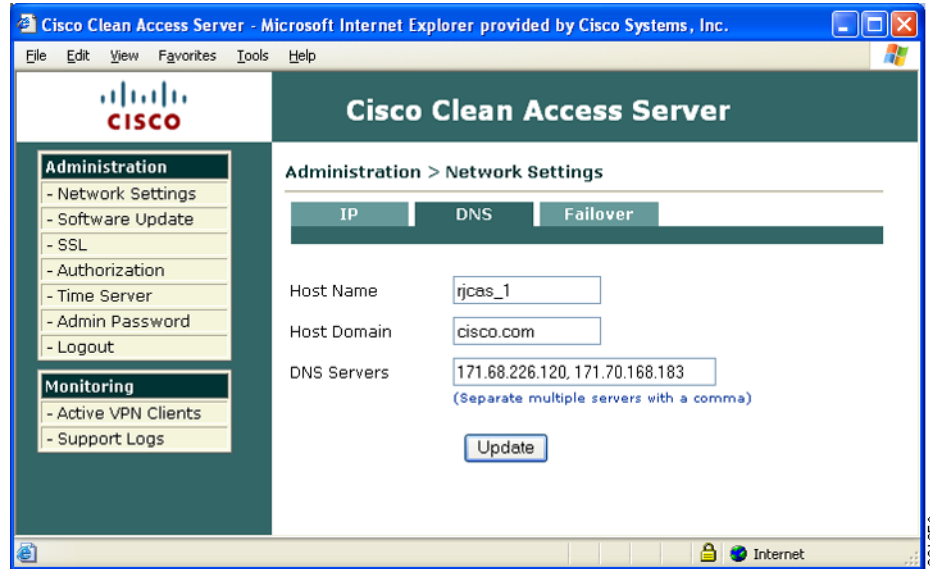 Cisco Clean Access Server - Microsoft Internet Explorer provided by Cisco Systems, Inc.
File Edit View Favorites Tools Help
CISCO
Cisco Clean Access Server
Administration
- Network Settings
- Software Update
- SSL
- Authorization
- Time Server
- Admin Password
- Logout
Monitoring
- Active VPN Clients
- Support Logs
Administration > Network Settings
IP DNS Failover
Host Name rjcas_1
Host Domain cisco.com
DNS Servers 171.68.226.120, 171.70.168.183
(Separate multiple servers with a comma)
Update
Internet